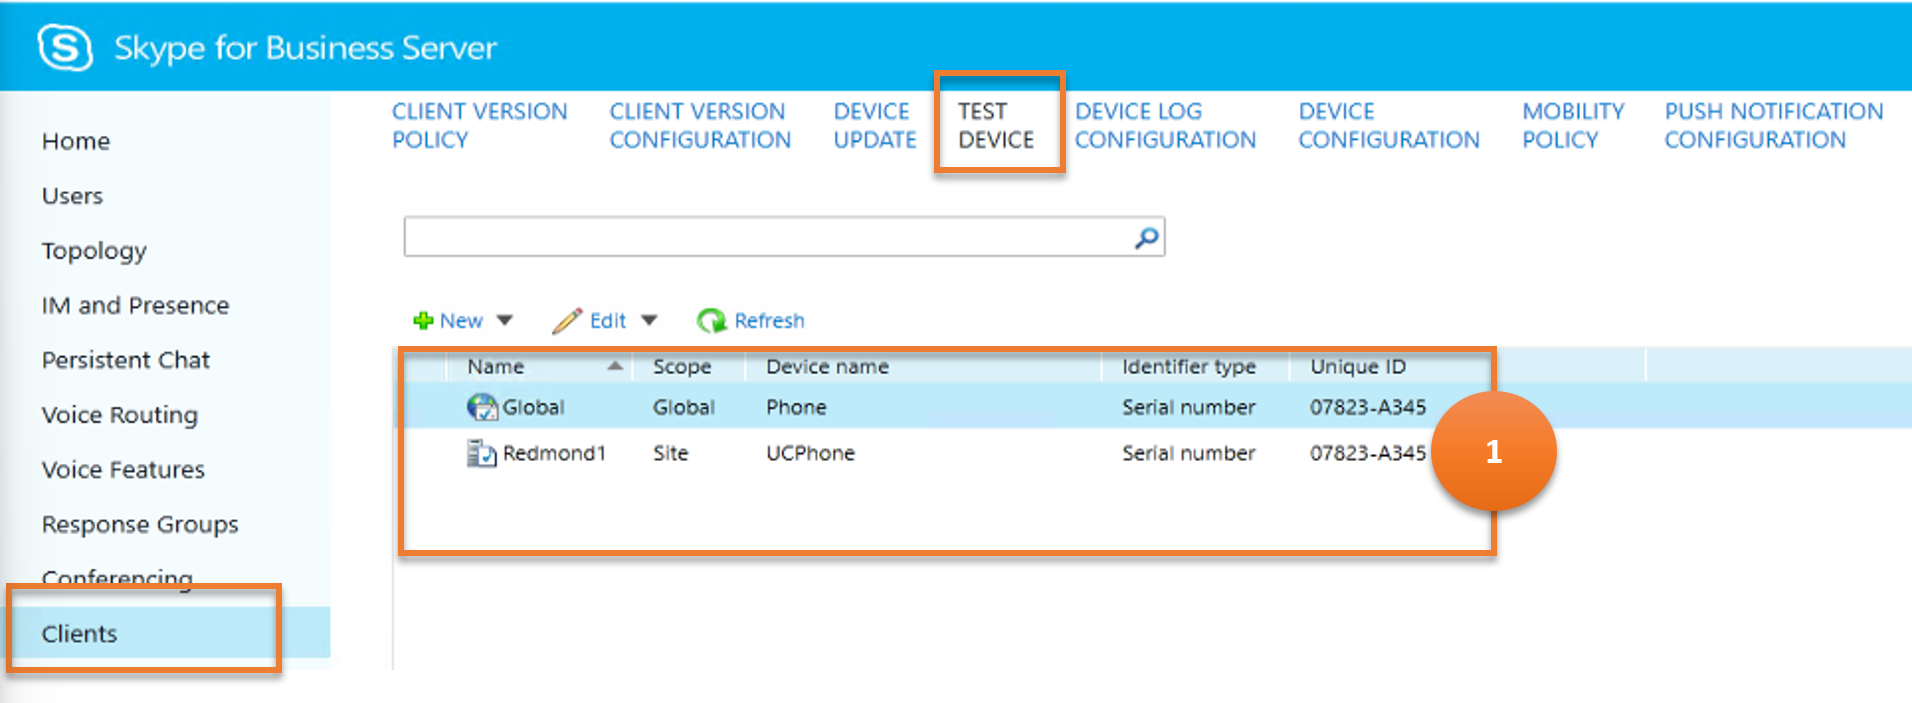 Skype for Business Server
Home
Users
Topology
IM and Presence
Persistent Chat
Voice Routing
Voice Features
Response Groups
Conferencing
Clients
CLIENT VERSION POLICY
CLIENT VERSION CONFIGURATION
DEVICE UPDATE
TEST DEVICE
DEVICE LOG CONFIGURATION
DEVICE CONFIGURATION
MOBILITY POLICY
PUSH NOTIFICATION CONFIGURATION
New Edit Refresh
Name Scope Device name Identifier type Unique ID
Global Global Phone Serial number 07823-A345
Redmond1 Site UCPhone Serial number 07823-A345
1